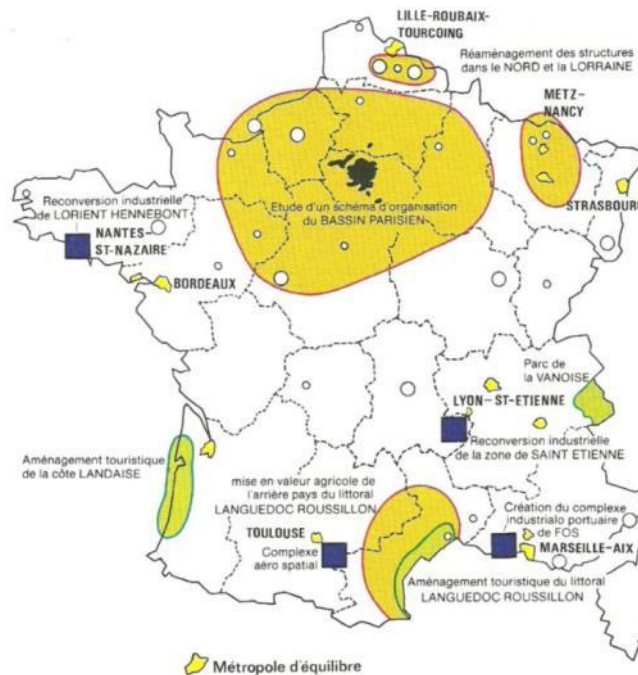 LILLE-ROUBAIX-
TOURCOING
Réaménagement des structures
dans le NORD et la LORRAINE
METZ-
NANCY
STRASBOURG
Etude d'un schéma d'organisation
du BASSIN PARISIEN
Reconversion industrielle
de LORIENT HENNEBONT
NANTES-
ST-NAZAIRE
BORDEAUX
Parc de
la VANOISE
LYON-ST-ETIENNE
Reconversion industrielle
de la zone de SAINT ETIENNE
Aménagement touristique
de la côte LANDAISE
mise en valeur agricole de
l'arrière pays du littoral
LANGUEDOC ROUSSILLON
TOULOUSE
Complexe
aéro spatial
Création du complexe
industrialo portuaire
de FOS
MARSEILLE-AIX
Aménagement touristique du littoral
LANGUEDOC ROUSSILLON
Métropole d'équilibre